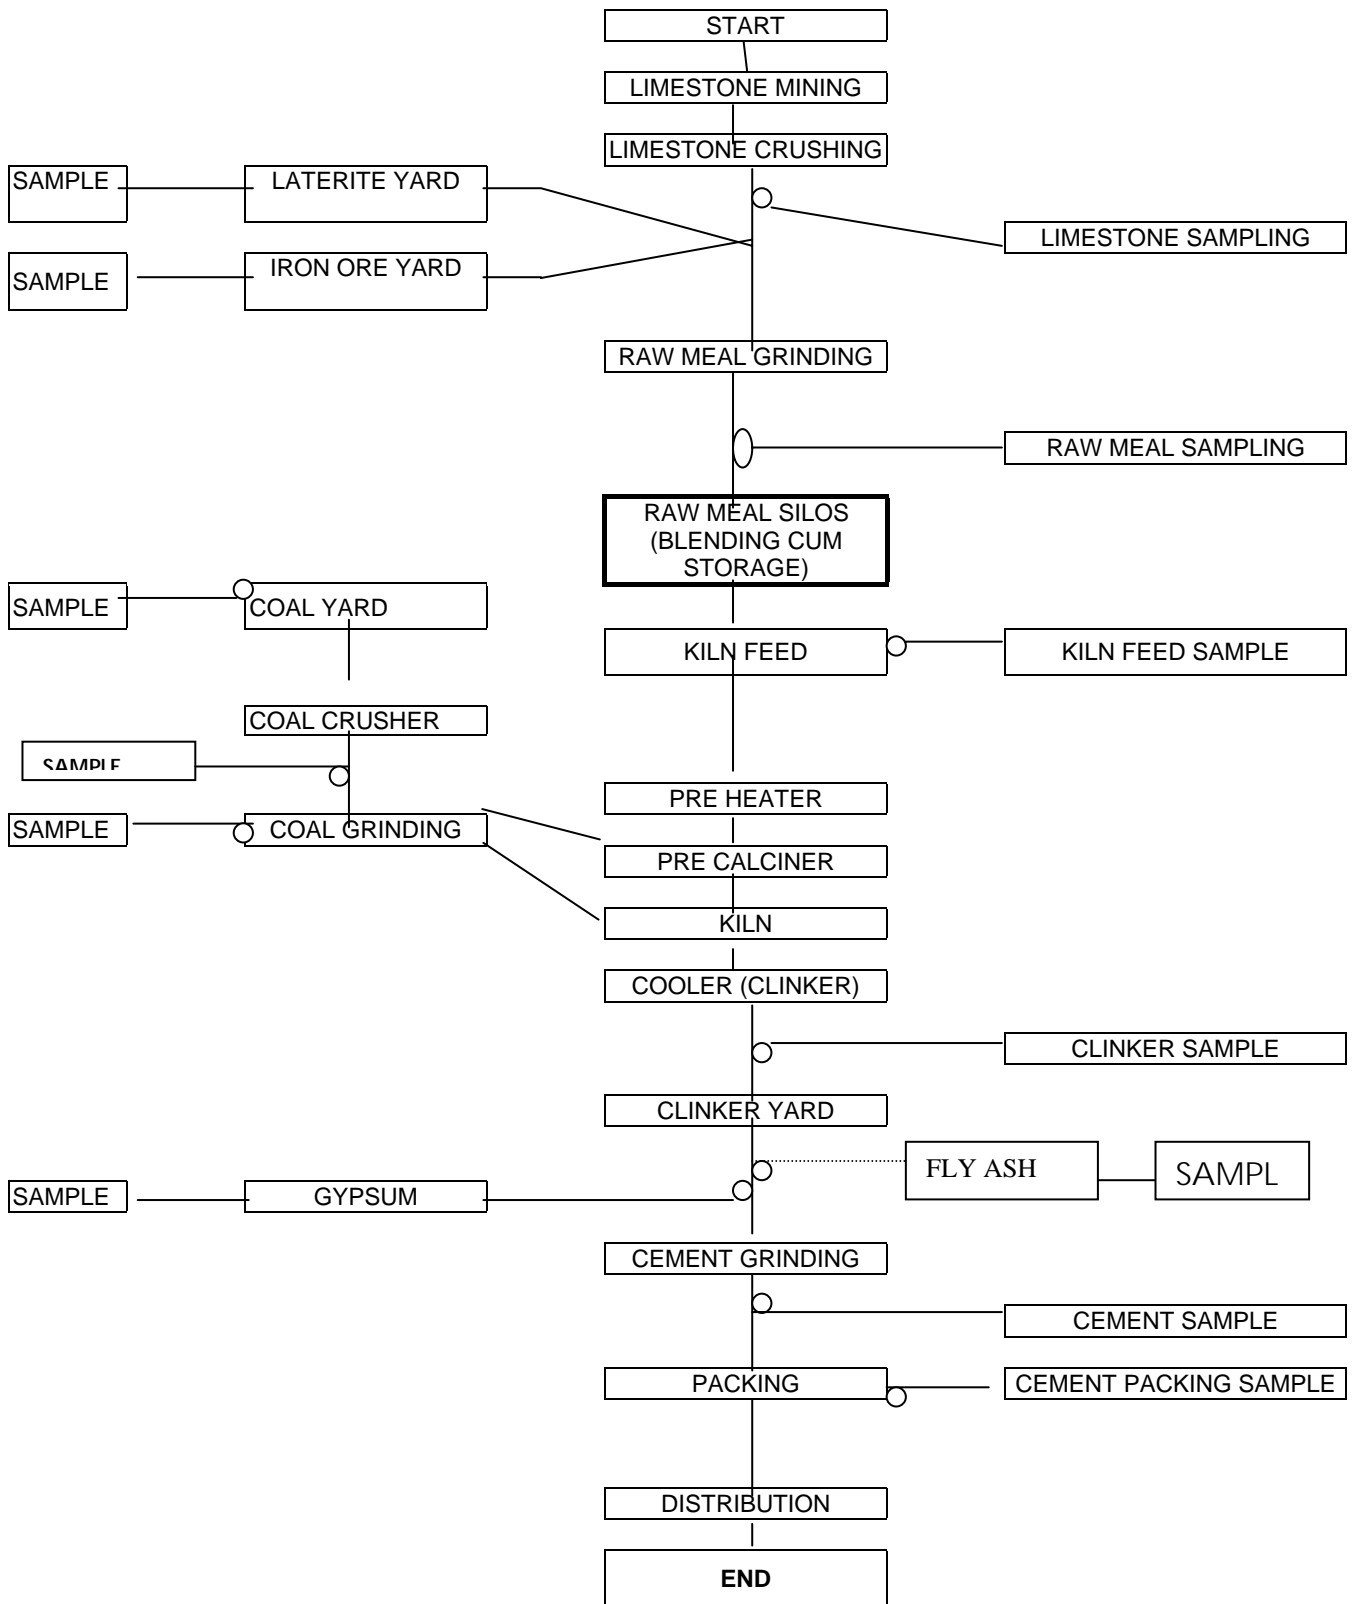 START
LIMESTONE MINING
LIMESTONE CRUSHING
SAMPLE
LATERITE YARD
LIMESTONE SAMPLING
SAMPLE
IRON ORE YARD
RAW MEAL GRINDING
RAW MEAL SAMPLING
RAW MEAL SILOS
(BLENDING CUM
STORAGE)
SAMPLE
COAL YARD
KILN FEED
KILN FEED SAMPLE
COAL CRUSHER
SAMPLE
PRE HEATER
SAMPLE
COAL GRINDING
PRE CALCINER
KILN
COOLER (CLINKER)
CLINKER SAMPLE
CLINKER YARD
FLY ASH
SAMPL
SAMPLE
GYPSUM
CEMENT GRINDING
CEMENT SAMPLE
PACKING
CEMENT PACKING SAMPLE
DISTRIBUTION
END